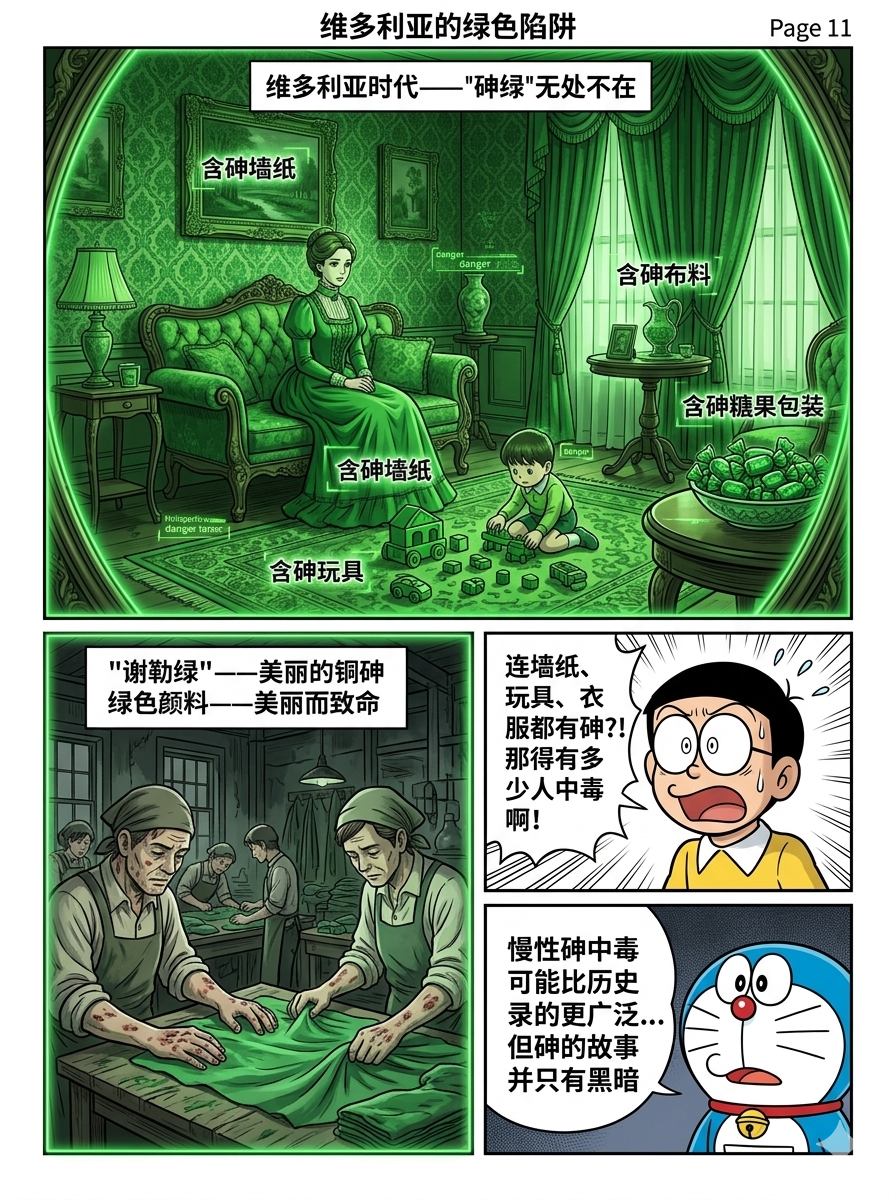 维多利亚的绿色陷阱
Page 11
维多利亚时代——"砷绿"无处不在
含砷墙纸
danger
danger
含砷布料
含砷糖果包装
含砷墙纸
danger
含砷玩具
"谢勒绿"——美丽的铜砷
绿色颜料——美丽而致命
连墙纸、
玩具、衣
服都有砷?!
那得有多
少人中毒
啊！
慢性砷中毒
可能比历史
录的更广泛...
但砷的故事
并只有黑暗